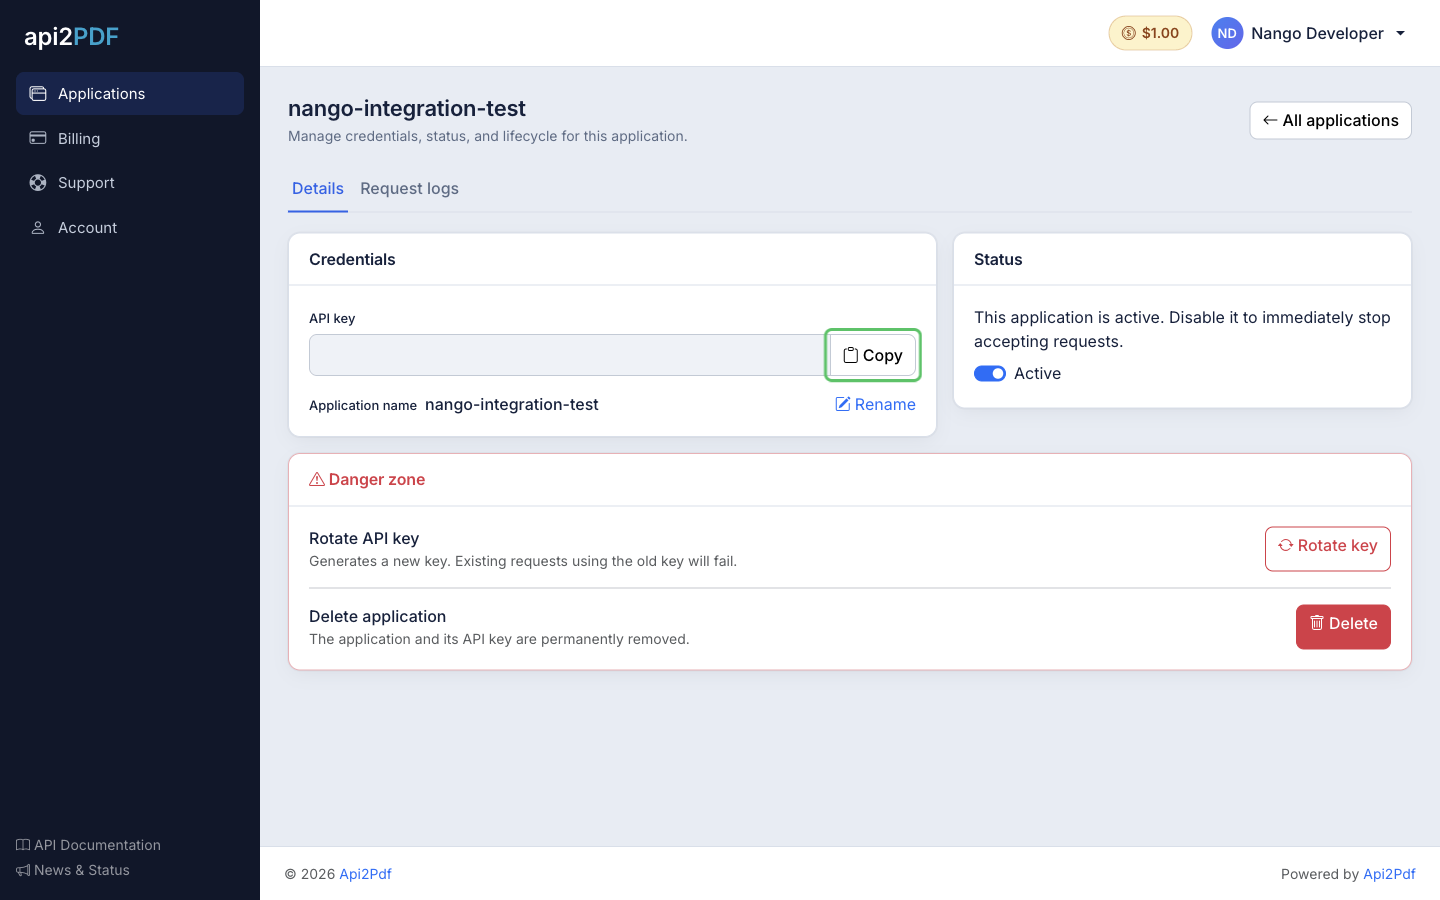 api2PDF
Applications
Billing
Support
Account
API Documentation
News & Status
$1.00
ND
Nango Developer
nango-integration-test
Manage credentials, status, and lifecycle for this application.
All applications
Details
Request logs
Credentials
API key
Copy
Application name nango-integration-test
Rename
Status
This application is active. Disable it to immediately stop
accepting requests.
Active
Danger zone
Rotate API key
Generates a new key. Existing requests using the old key will fail.
Rotate key
Delete application
The application and its API key are permanently removed.
Delete
© 2026 Api2Pdf
Powered by Api2Pdf